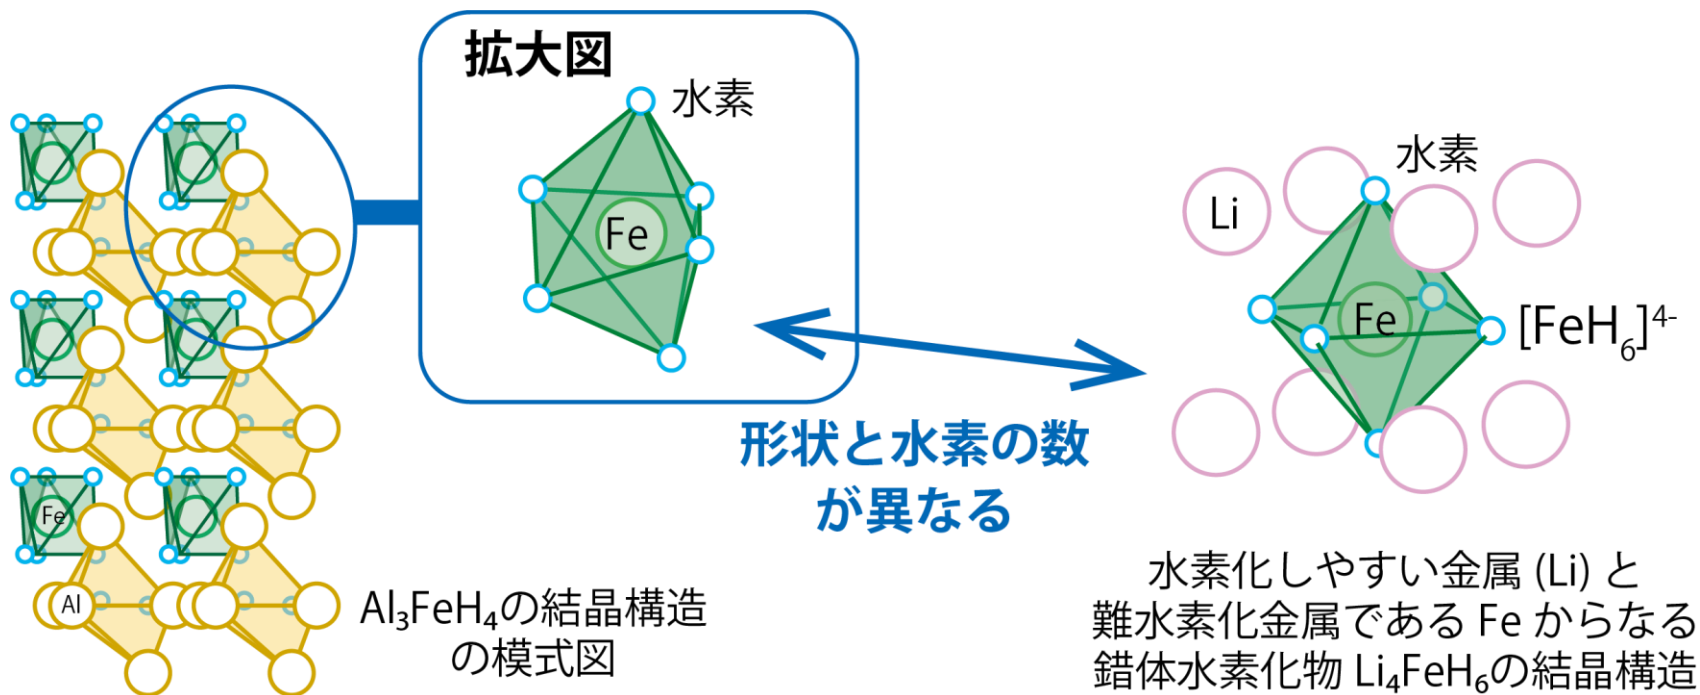 拡大図
水素
Fe
水素
Li
Fe
[FeH₆]⁴⁻
形状と水素の数
が異なる
Fe
Al
Al₃FeH₄の結晶構造
の模式図
水素化しやすい金属 (Li) と
難水素化金属である Fe からなる
錯体水素化物 Li₄FeH₆の結晶構造